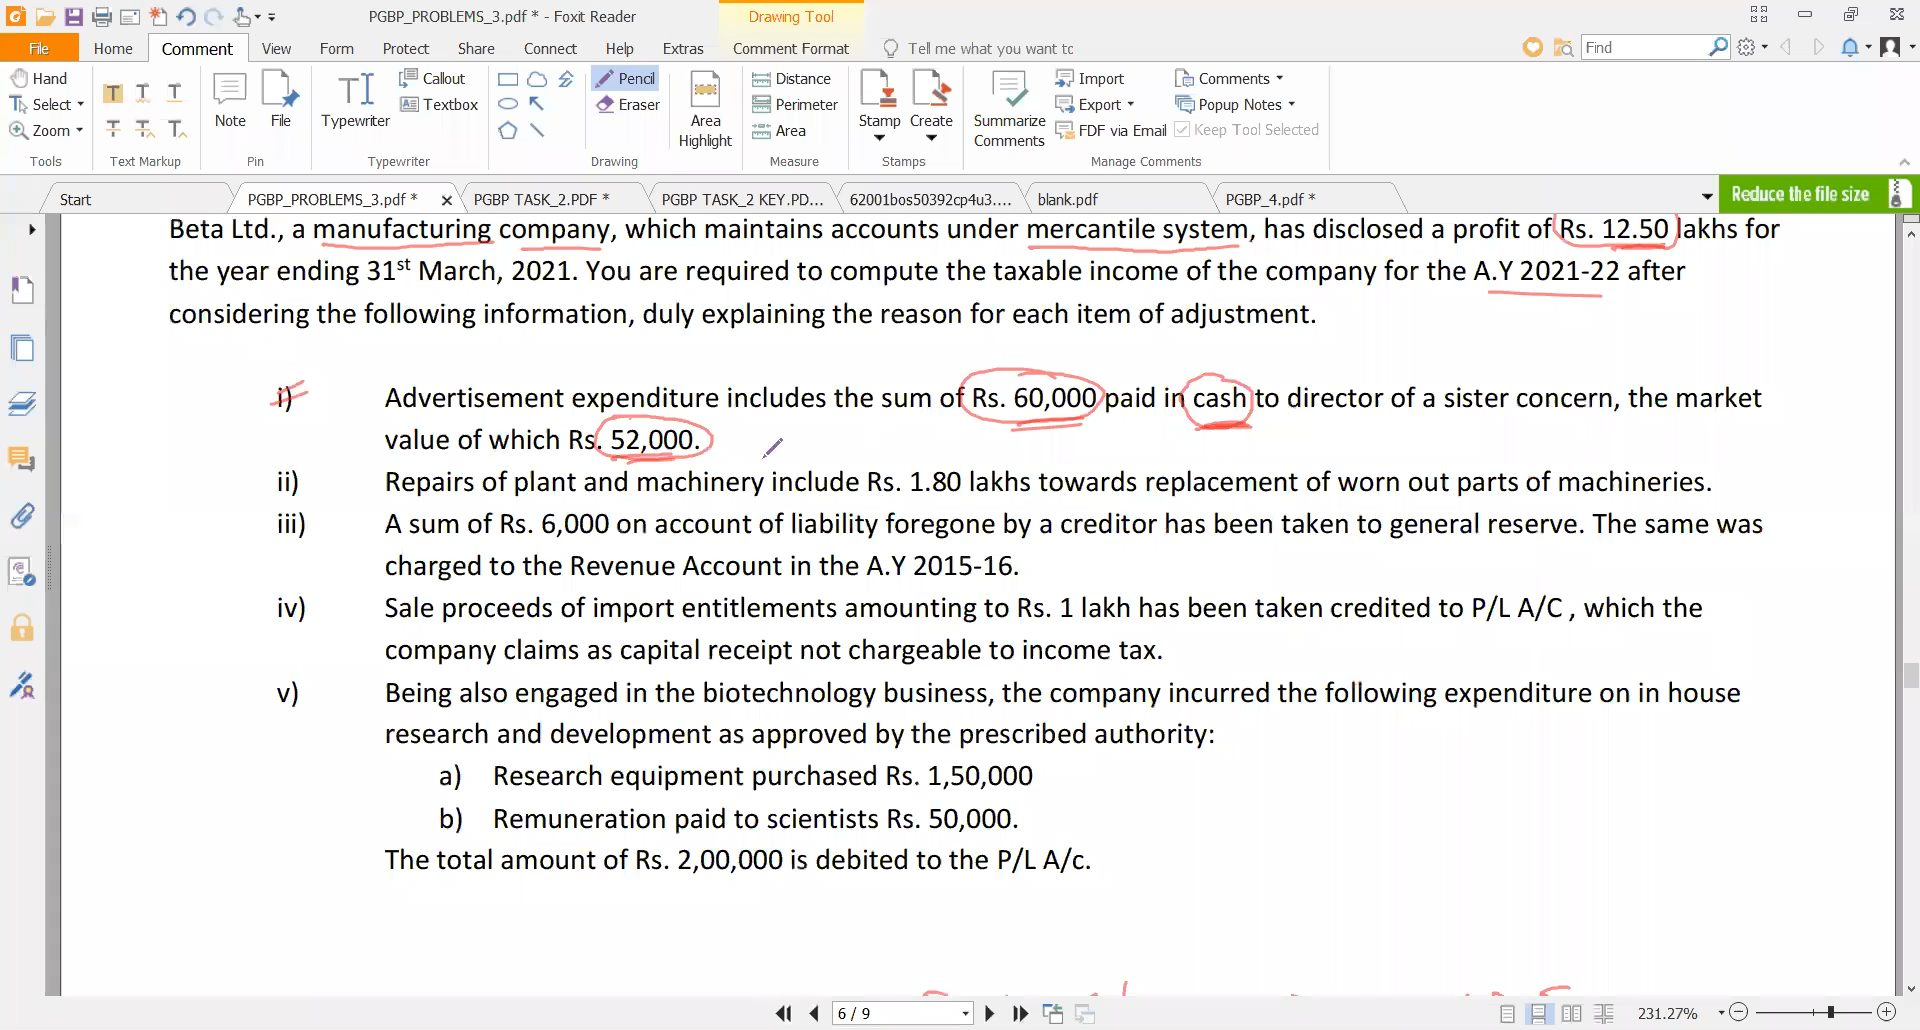 PGBP_PROBLEMS_3.pdf * - Foxit Reader
Drawing Tool
File Home Comment View Form Protect Share Connect Help Extras Comment Format Tell me what you want to Find
Hand
Select
Zoom
Tools
Text Markup
Note
File
Pin
Typewriter
Callout
Textbox
Typewriter
Pencil
Eraser
Drawing
Area
Highlight
Distance
Perimeter
Area
Measure
Stamp
Create
Stamps
Summarize
Comments
Import
Export
FDF via Email
Comments
Popup Notes
Keep Tool Selected
Manage Comments
Start PGBP_PROBLEMS_3.pdf * PGBP TASK_2.PDF * PGBP TASK_2 KEY.PD... 62001bos50392cp4u3.... blank.pdf PGBP_4.pdf * Reduce the file size
Beta Ltd., a manufacturing company, which maintains accounts under mercantile system, has disclosed a profit of Rs. 12.50 lakhs for
the year ending 31st March, 2021. You are required to compute the taxable income of the company for the A.Y 2021-22 after
considering the following information, duly explaining the reason for each item of adjustment.
i) Advertisement expenditure includes the sum of Rs. 60,000 paid in cash to director of a sister concern, the market
value of which Rs. 52,000.
ii) Repairs of plant and machinery include Rs. 1.80 lakhs towards replacement of worn out parts of machineries.
iii) A sum of Rs. 6,000 on account of liability foregone by a creditor has been taken to general reserve. The same was
charged to the Revenue Account in the A.Y 2015-16.
iv) Sale proceeds of import entitlements amounting to Rs. 1 lakh has been taken credited to P/L A/C , which the
company claims as capital receipt not chargeable to income tax.
v) Being also engaged in the biotechnology business, the company incurred the following expenditure on in house
research and development as approved by the prescribed authority:
a) Research equipment purchased Rs. 1,50,000
b) Remuneration paid to scientists Rs. 50,000.
The total amount of Rs. 2,00,000 is debited to the P/L A/c.
6 / 9 231.27%